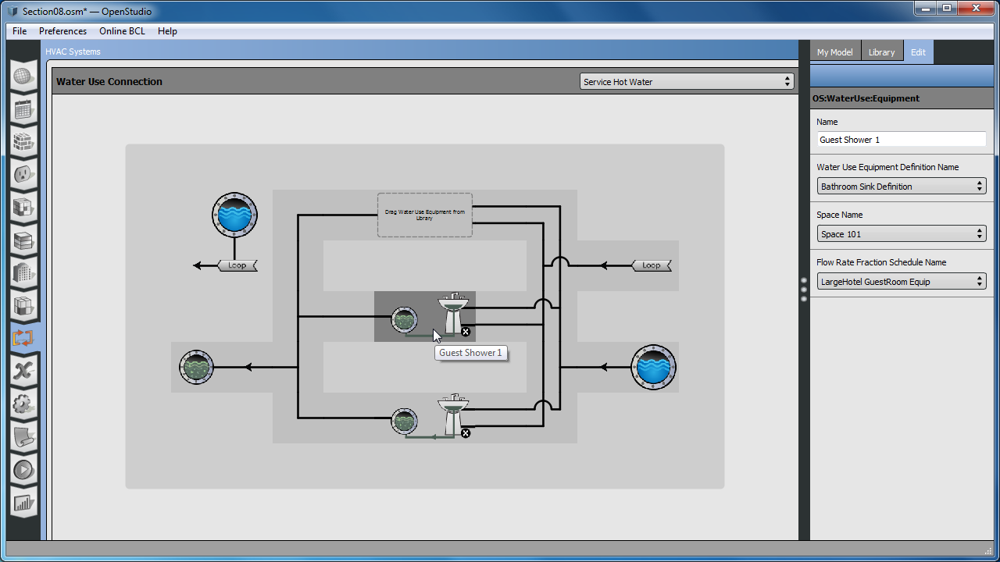 Section08.osm* — OpenStudio
File Preferences Online BCL Help
HVAC Systems
My Model Library Edit
Water Use Connection
Service Hot Water
OS:WaterUse:Equipment
Name
Guest Shower 1
Water Use Equipment Definition Name
Bathroom Sink Definition
Space Name
Space 101
Flow Rate Fraction Schedule Name
LargeHotel GuestRoom Equip
Drag Water Use Equipment from
Library
Loop
Loop
Guest Shower 1